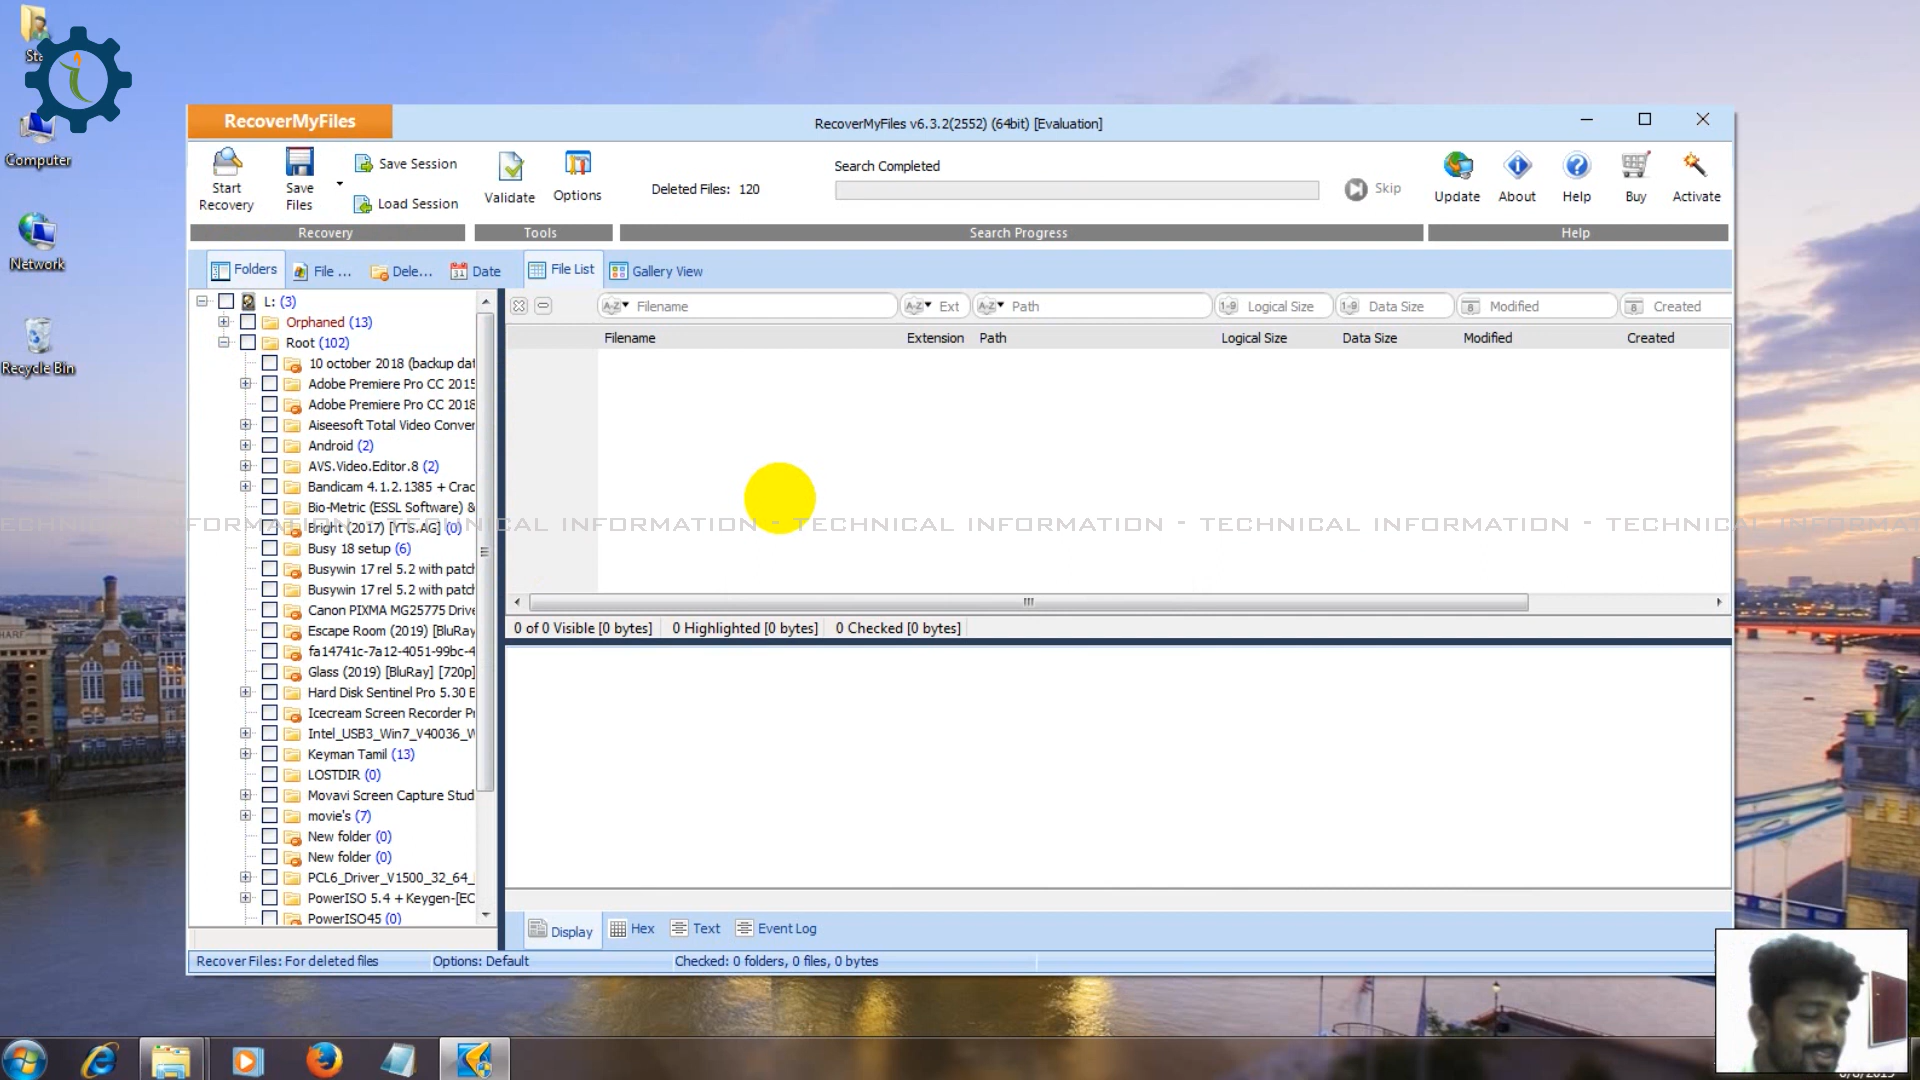 RecoverMyFiles
RecoverMyFiles v6.3.2(2552) (64bit) [Evaluation]
Computer
Network
Recycle Bin
Start Recovery
Save Files
Save Session
Load Session
Validate
Options
Deleted Files: 120
Search Completed
Skip
Update
About
Help
Buy
Activate
Recovery
Tools
Search Progress
Help
Folders
File ...
Dele...
Date
File List
Gallery View
Filename
Ext
Path
Logical Size
Data Size
Modified
Created
Filename
Extension
Path
Logical Size
Data Size
Modified
Created
L: (3)
Orphaned (13)
Root (102)
10 october 2018 (backup dat
Adobe Premiere Pro CC 2015
Adobe Premiere Pro CC 2018
Aiseesoft Total Video Conver
Android (2)
AVS.Video.Editor.8 (2)
Bandicam 4.1.2.1385 + Crac
Bio-Metric (ESSL Software) &
Bright (2017) [YTS.AG] (0)
TECHNICAL INFORMATION - TECHNICAL INFORMATION - TECHNICAL
Busy 18 setup (6)
Busywin 17 rel 5.2 with patch
Busywin 17 rel 5.2 with patch
Canon PIXMA MG25775 Drive
Escape Room (2019) [BluRay
fa14741c-7a12-4051-99bc-4
Glass (2019) [BluRay] [720p]
Hard Disk Sentinel Pro 5.30 B
Icecream Screen Recorder Pr
Intel_USB3_Win7_V40036_W
Keyman Tamil (13)
LOSTDIR (0)
Movavi Screen Capture Stud
movie's (7)
New folder (0)
New folder (0)
PCL6_Driver_V1500_32_64_
PowerISO 5.4 + Keygen-[EC
PowerISO45 (0)
0 of 0 Visible [0 bytes]
0 Highlighted [0 bytes]
0 Checked [0 bytes]
Display
Hex
Text
Event Log
Recover Files: For deleted files
Options: Default
Checked: 0 folders, 0 files, 0 bytes